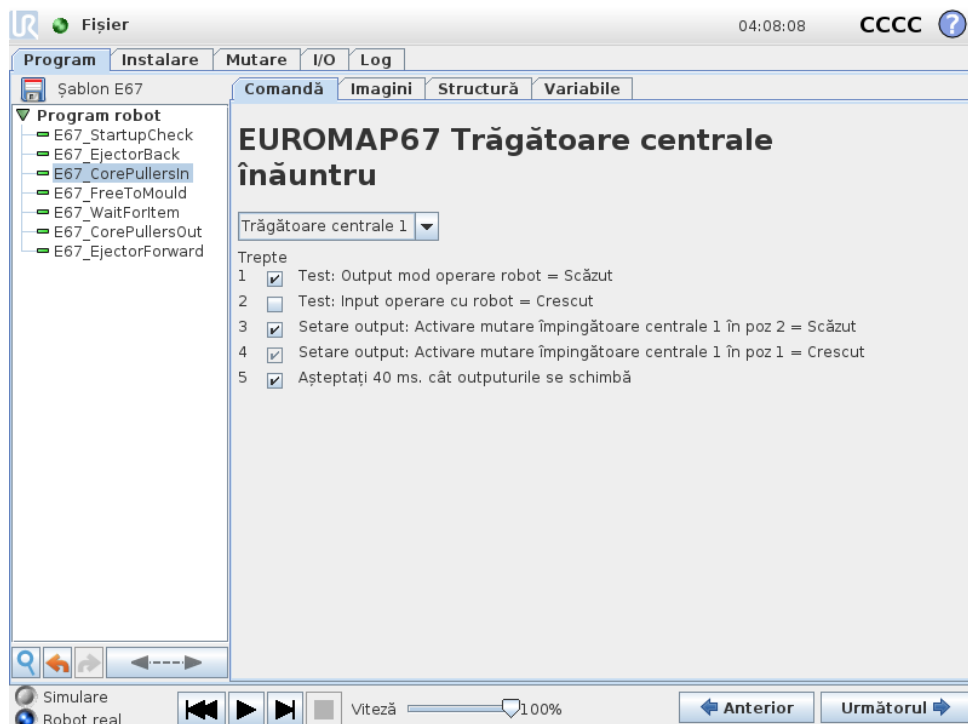 UR Fișier 04:08:08 CCCC ?
Program Instalare Mutare I/O Log
Șablon E67 Comandă Imagini Structură Variabile
Program robot
E67_StartupCheck
E67_EjectorBack
E67_CorePullersIn
E67_FreeToMould
E67_WaitForItem
E67_CorePullersOut
E67_EjectorForward
EUROMAP67 Trăgătoare centrale
înăuntru
Trăgătoare centrale 1
Trepte
1 Test: Output mod operare robot = Scăzut
2 Test: Input operare cu robot = Crescut
3 Setare output: Activare mutare împingătoare centrale 1 în poz 2 = Scăzut
4 Setare output: Activare mutare împingătoare centrale 1 în poz 1 = Crescut
5 Așteptați 40 ms. cât outputurile se schimbă
Simulare
Robot real
Viteză 100%
Anterior Următorul